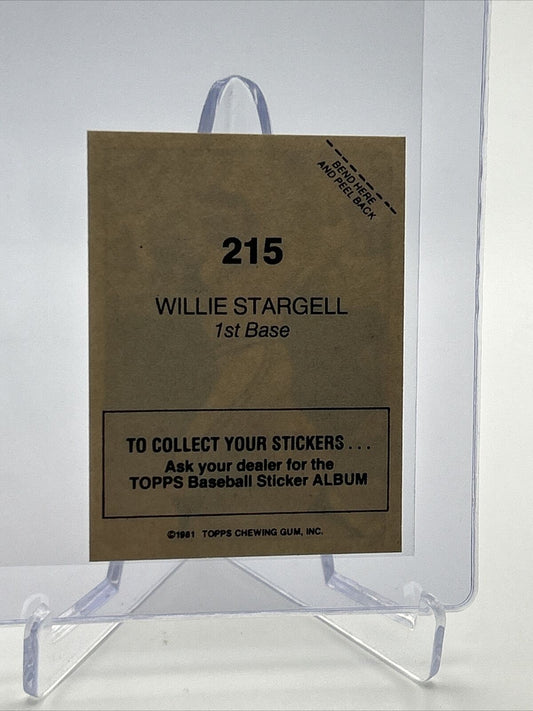 BEND HERE
AND PEEL BACK
215
WILLIE STARGELL
1st Base
TO COLLECT YOUR STICKERS...
Ask your dealer for the
TOPPS Baseball Sticker ALBUM
©1981 TOPPS CHEWING GUM, INC.